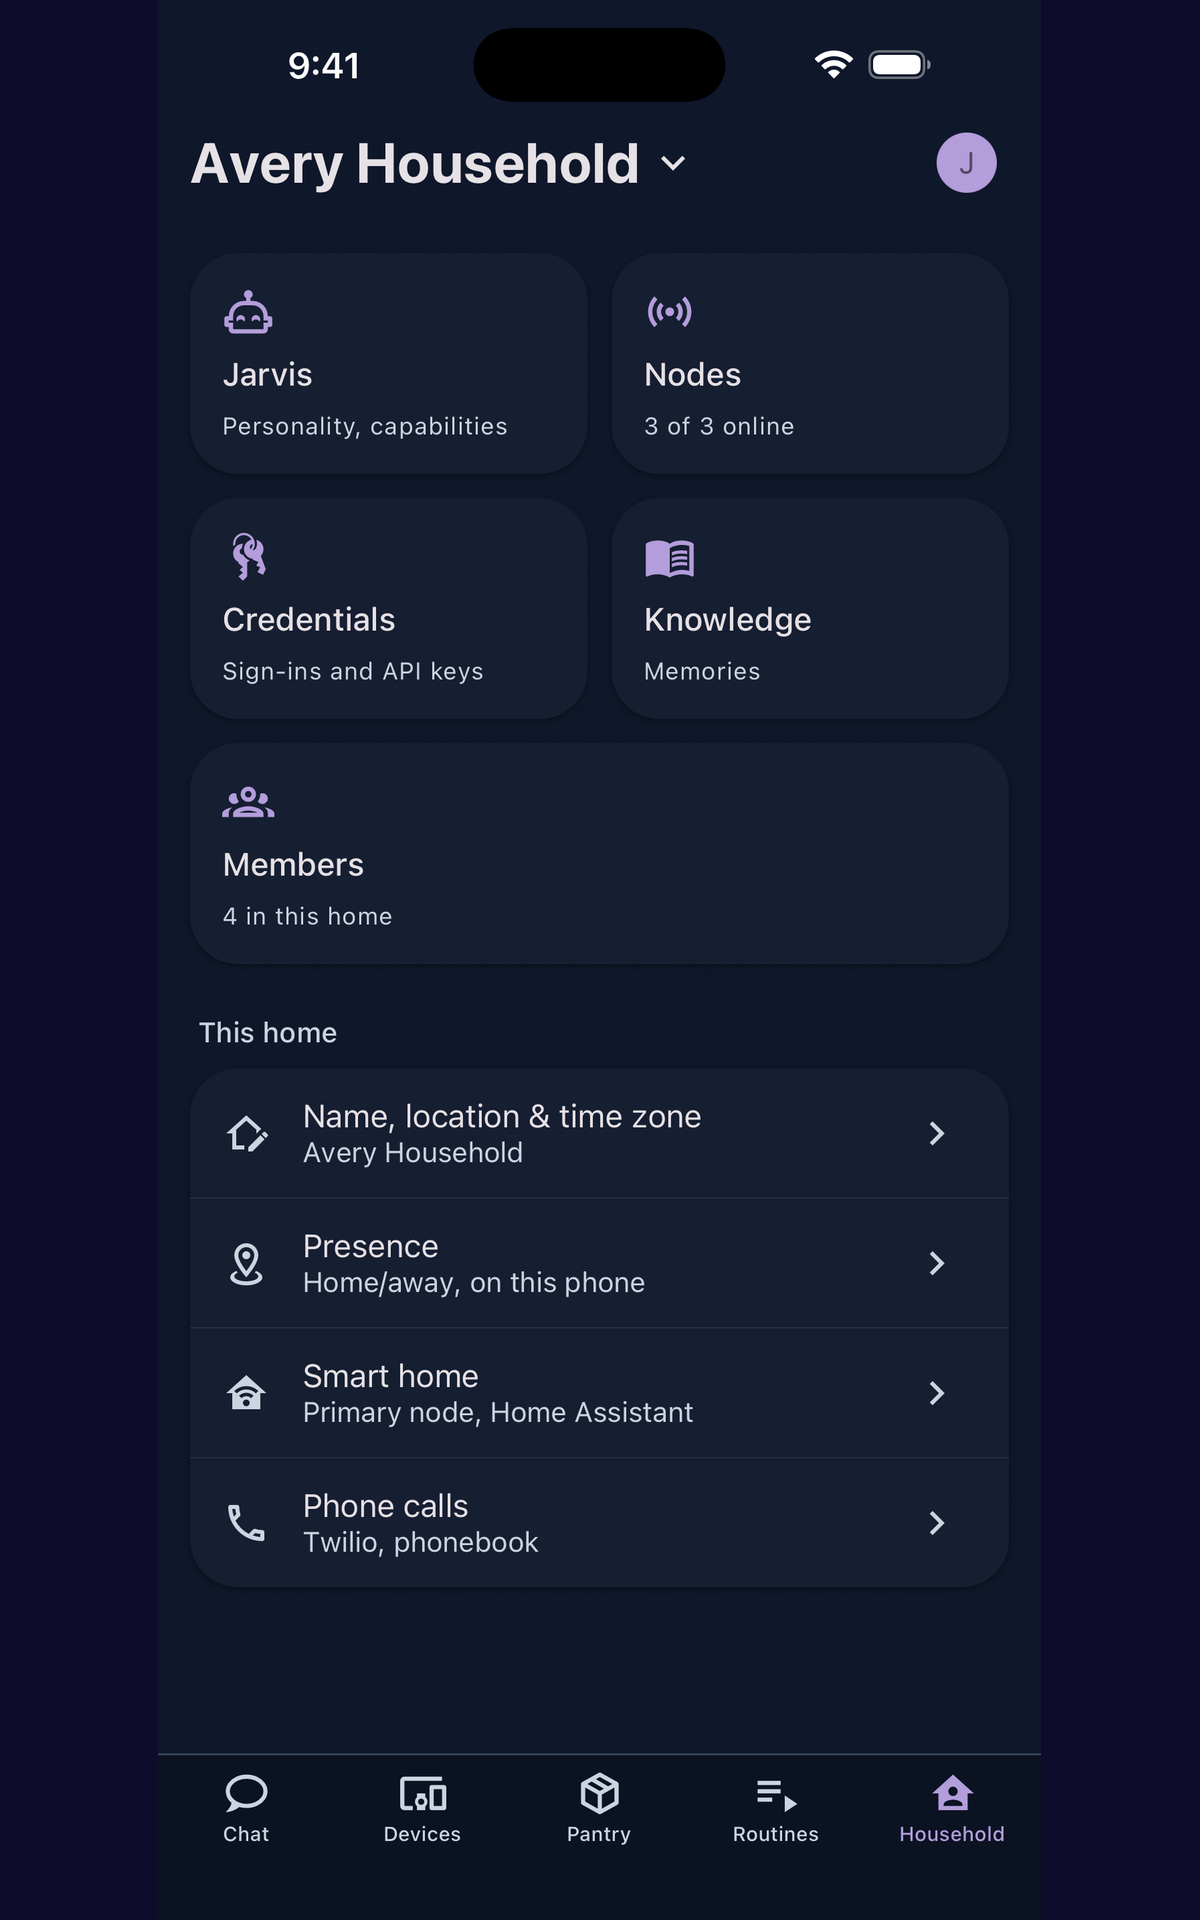 9:41
Avery Household
J
Jarvis
Personality, capabilities
Nodes
3 of 3 online
Credentials
Sign-ins and API keys
Knowledge
Memories
Members
4 in this home
This home
Name, location & time zone
Avery Household
Presence
Home/away, on this phone
Smart home
Primary node, Home Assistant
Phone calls
Twilio, phonebook
Chat
Devices
Pantry
Routines
Household